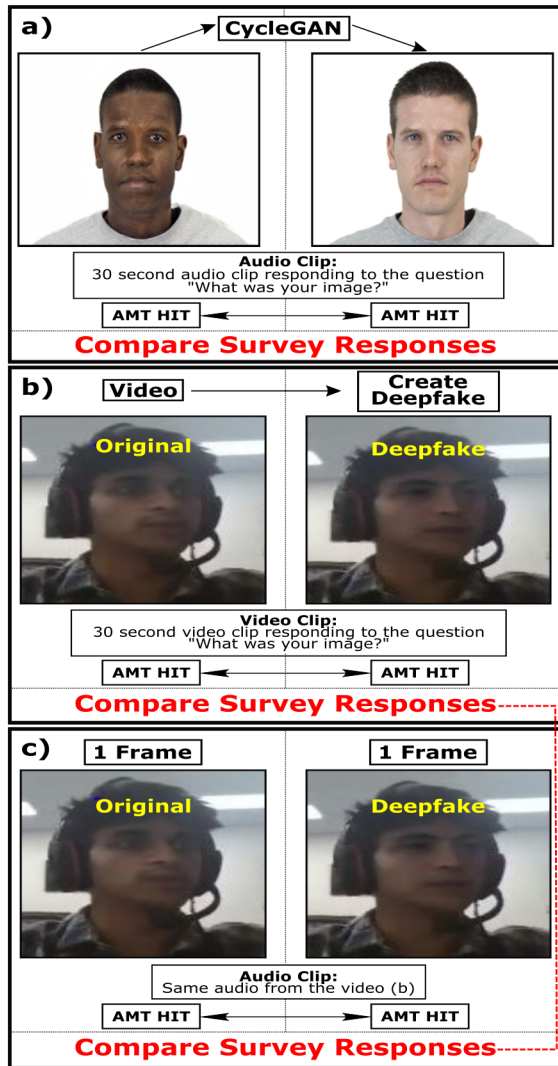 a)
CycleGAN
Audio Clip:
30 second audio clip responding to the question
"What was your image?"
AMT HIT
AMT HIT
Compare Survey Responses
b)
Video
Create
Deepfake
Original
Deepfake
Video Clip:
30 second video clip responding to the question
"What was your image?"
AMT HIT
AMT HIT
Compare Survey Responses
c)
1 Frame
1 Frame
Original
Deepfake
Audio Clip:
Same audio from the video (b)
AMT HIT
AMT HIT
Compare Survey Responses